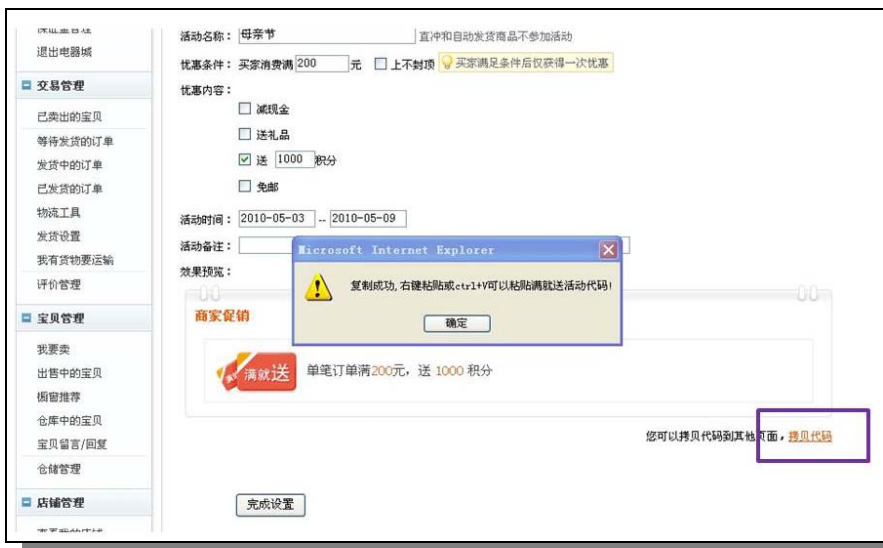 保证金管理
退出电器城
交易管理
已卖出的宝贝
等待发货的订单
发货中的订单
已发货的订单
物流工具
发货设置
我有货物要运输
评价管理
宝贝管理
我要卖
出售中的宝贝
橱窗推荐
仓库中的宝贝
宝贝留言/回复
仓储管理
店铺管理
查看我的店铺
活动名称： 母亲节 直冲和自动发货商品不参加活动
优惠条件： 买家消费满 200 元 上不封顶 买家满足条件后仅获得一次优惠
优惠内容：
减现金
送礼品
送 1000 积分
免邮
活动时间： 2010-05-03 -- 2010-05-09
活动备注：
Microsoft Internet Explorer
复制成功,右键粘贴或ctrl+V可以粘贴满就送活动代码!
确定
效果预览：
商家促销
满就送 单笔订单满200元，送 1000 积分
您可以拷贝代码到其他页面，拷贝代码
完成设置